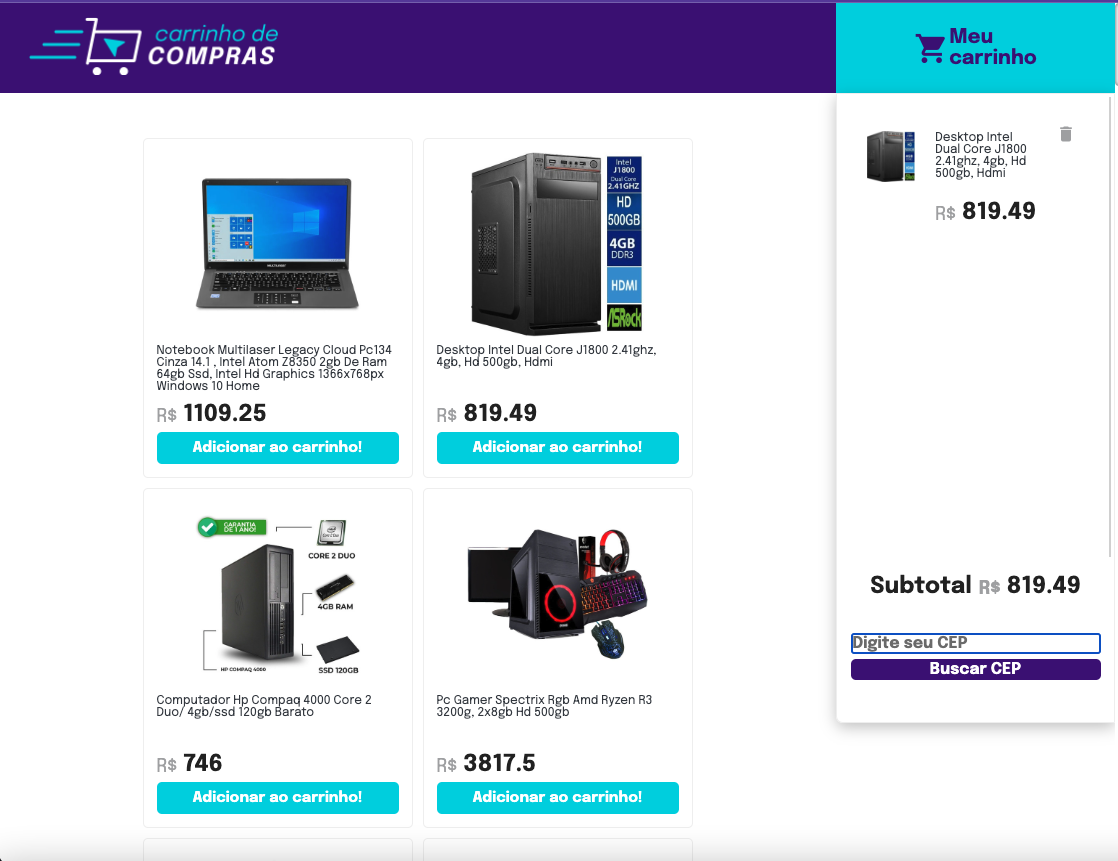 carrinho de
COMPRAS
Meu
carrinho
Notebook Multilaser Legacy Cloud Pc134
Cinza 14.1 , Intel Atom Z8350 2gb De Ram
64gb Ssd, Intel Hd Graphics 1366x768px
Windows 10 Home
R$ 1109.25
Adicionar ao carrinho!
Intel
J1800
Dual Core
2.41GHZ
HD
500GB
4GB
DDR3
HDMI
ASRock
Desktop Intel Dual Core J1800 2.41ghz,
4gb, Hd 500gb, Hdmi
R$ 819.49
Adicionar ao carrinho!
GARANTIA
DE 1 ANO!
CORE 2 DUO
4GB RAM
HP COMPAQ 4000
SSD 120GB
Computador Hp Compaq 4000 Core 2
Duo/ 4gb/ssd 120gb Barato
R$ 746
Adicionar ao carrinho!
Pc Gamer Spectrix Rgb Amd Ryzen R3
3200g, 2x8gb Hd 500gb
R$ 3817.5
Adicionar ao carrinho!
Desktop Intel
Dual Core J1800
2.41ghz, 4gb, Hd
500gb, Hdmi
R$ 819.49
Subtotal R$ 819.49
Digite seu CEP
Buscar CEP